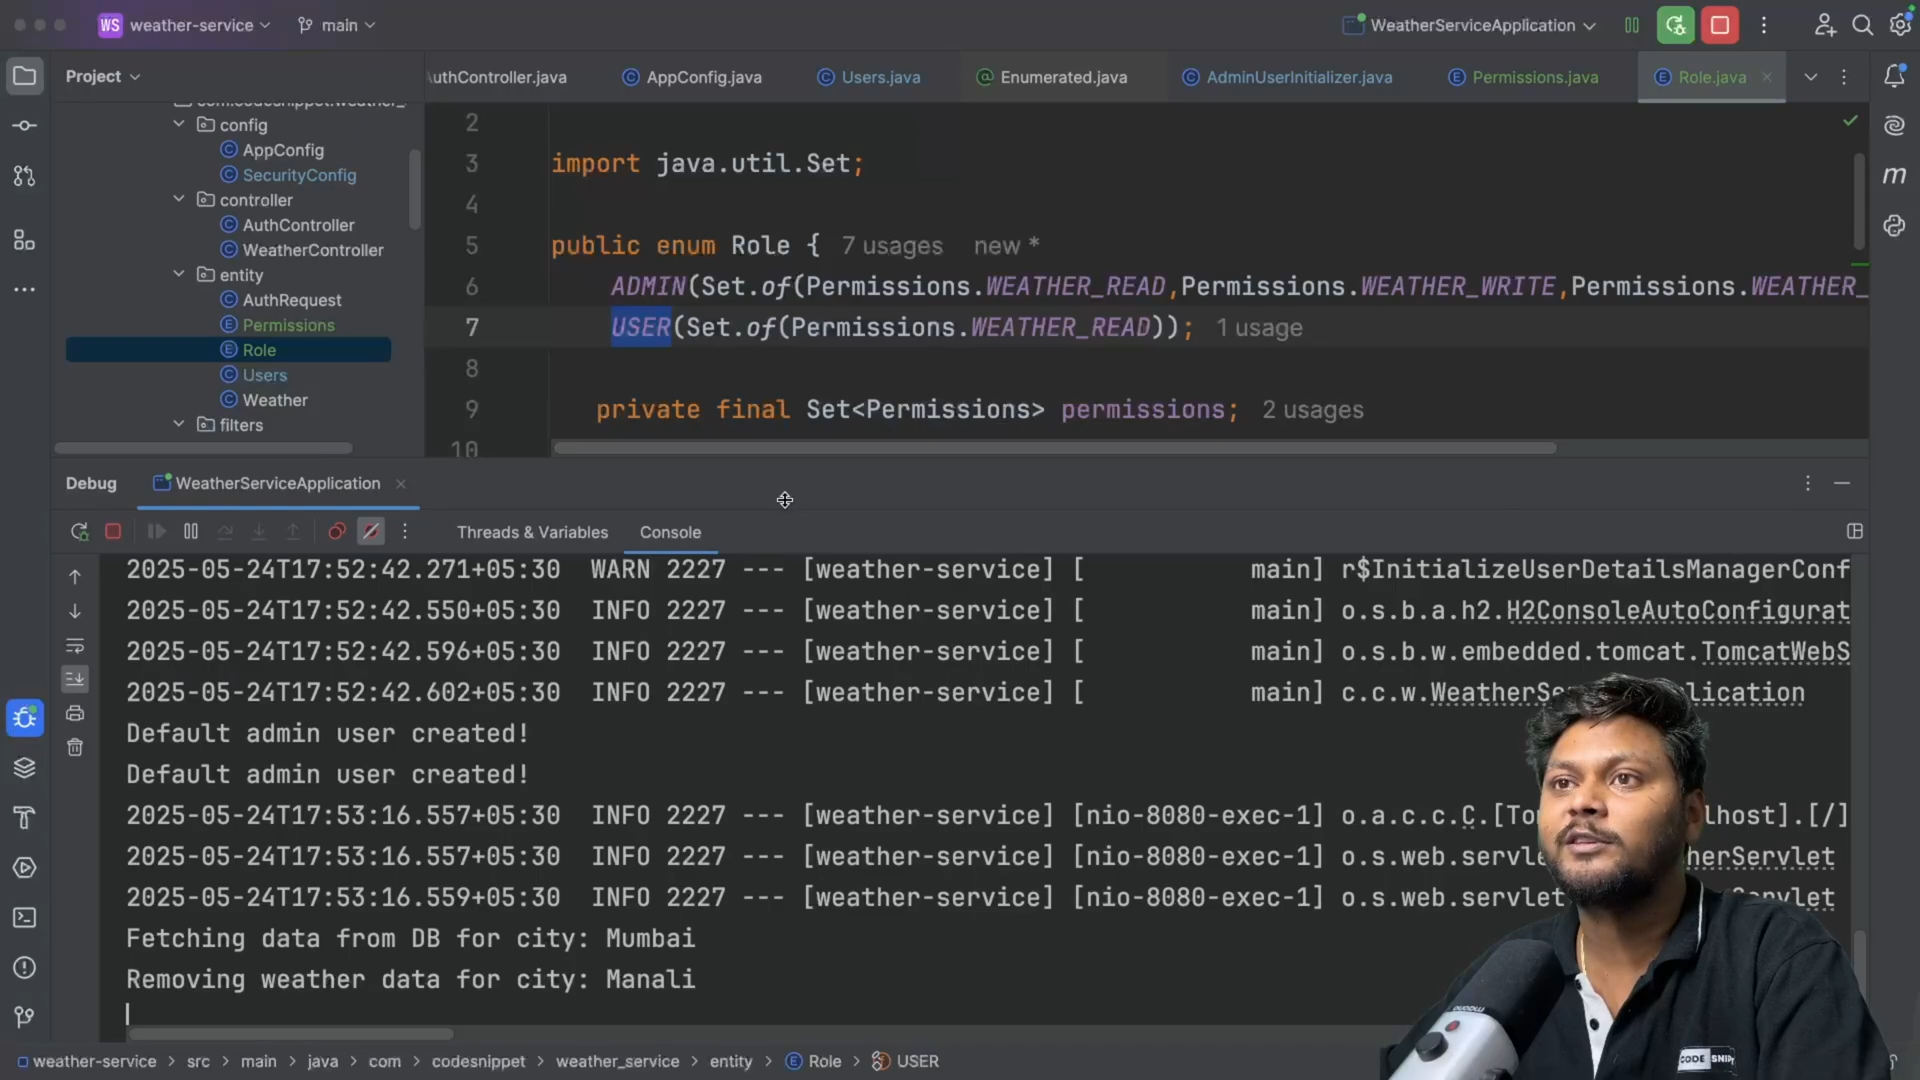 WS weather-service main WeatherServiceApplication
Project
AuthController.java AppConfig.java Users.java Enumerated.java AdminUserInitializer.java Permissions.java Role.java
com.codesnippet.weather_
config
AppConfig
SecurityConfig
controller
AuthController
WeatherController
entity
AuthRequest
Permissions
Role
Users
Weather
filters
2
3 import java.util.Set;
4
5 public enum Role { 7 usages new *
6 ADMIN(Set.of(Permissions.WEATHER_READ,Permissions.WEATHER_WRITE,Permissions.WEATHER_
7 USER(Set.of(Permissions.WEATHER_READ)); 1 usage
8
9 private final Set<Permissions> permissions; 2 usages
10
Debug WeatherServiceApplication
Threads & Variables Console
2025-05-24T17:52:42.271+05:30 WARN 2227 --- [weather-service] [ main] r$InitializeUserDetailsManagerConf
2025-05-24T17:52:42.550+05:30 INFO 2227 --- [weather-service] [ main] o.s.b.a.h2.H2ConsoleAutoConfigurat
2025-05-24T17:52:42.596+05:30 INFO 2227 --- [weather-service] [ main] o.s.b.w.embedded.tomcat.TomcatWebS
2025-05-24T17:52:42.602+05:30 INFO 2227 --- [weather-service] [ main] c.c.w.WeatherSe lication
Default admin user created!
Default admin user created!
2025-05-24T17:53:16.557+05:30 INFO 2227 --- [weather-service] [nio-8080-exec-1] o.a.c.c.C.[To lhost].[/]
2025-05-24T17:53:16.557+05:30 INFO 2227 --- [weather-service] [nio-8080-exec-1] o.s.web.servle herServlet
2025-05-24T17:53:16.559+05:30 INFO 2227 --- [weather-service] [nio-8080-exec-1] o.s.web.servlet vlet
Fetching data from DB for city: Mumbai
Removing weather data for city: Manali
weather-service > src > main > java > com > codesnippet > weather_service > entity > Role > USER
CODE SNIP